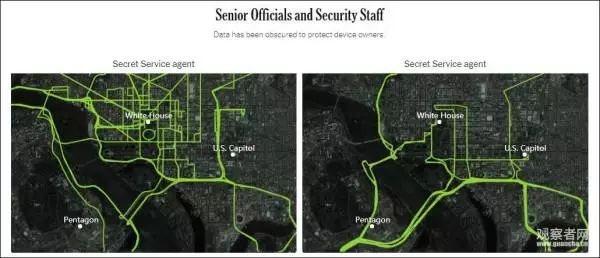 Senior Officials and Security Staff
Data has been obscured to protect device owners.
Secret Service agent
Secret Service agent
White House
White House
U.S. Capitol
U.S. Capitol
Pentagon
Pentagon
观察者网
www.guancha.cn